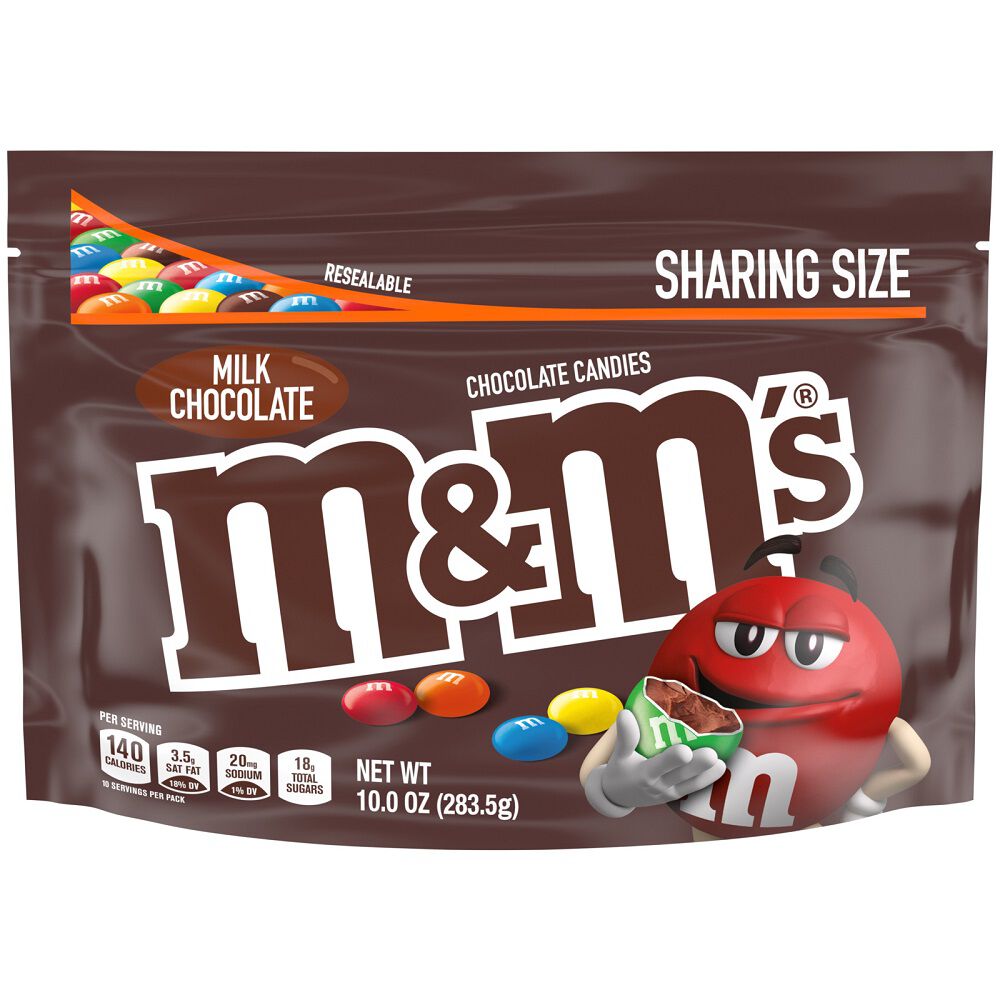 RESEALABLE
SHARING SIZE
MILK
CHOCOLATE
CHOCOLATE CANDIES
m&m's®
PER SERVING
140
CALORIES
3.5g
SAT FAT
18% DV
20mg
SODIUM
1% DV
18g
TOTAL
SUGARS
10 SERVINGS PER PACK
NET WT
10.0 OZ (283.5g)
m
m
m
m
m
m